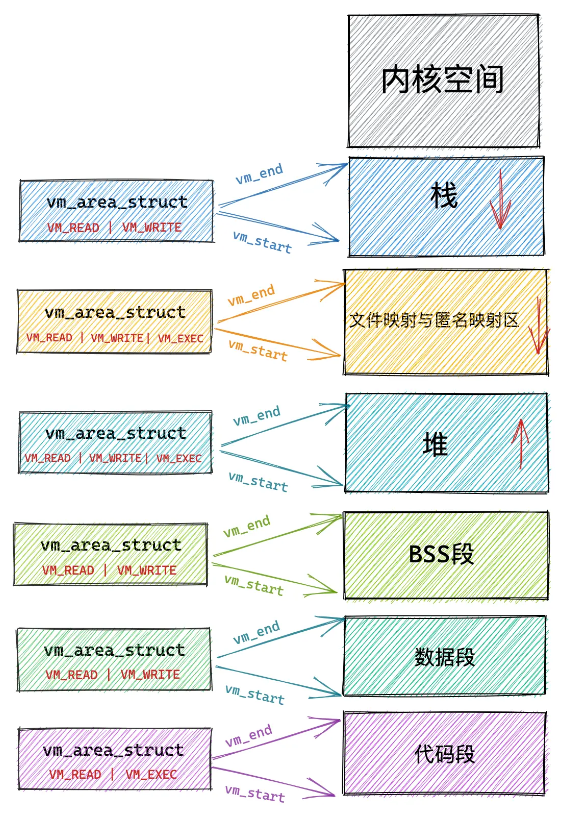 内核空间
vm_end
vm_area_struct
VM_READ | VM_WRITE
栈
vm_start
vm_end
vm_area_struct
VM_READ | VM_WRITE| VM_EXEC
文件映射与匿名映射区
vm_start
vm_end
vm_area_struct
VM_READ | VM_WRITE| VM_EXEC
堆
vm_start
vm_end
vm_area_struct
VM_READ | VM_WRITE
BSS段
vm_start
vm_end
vm_area_struct
VM_READ | VM_WRITE
数据段
vm_start
vm_end
vm_area_struct
VM_READ | VM_EXEC
代码段
vm_start